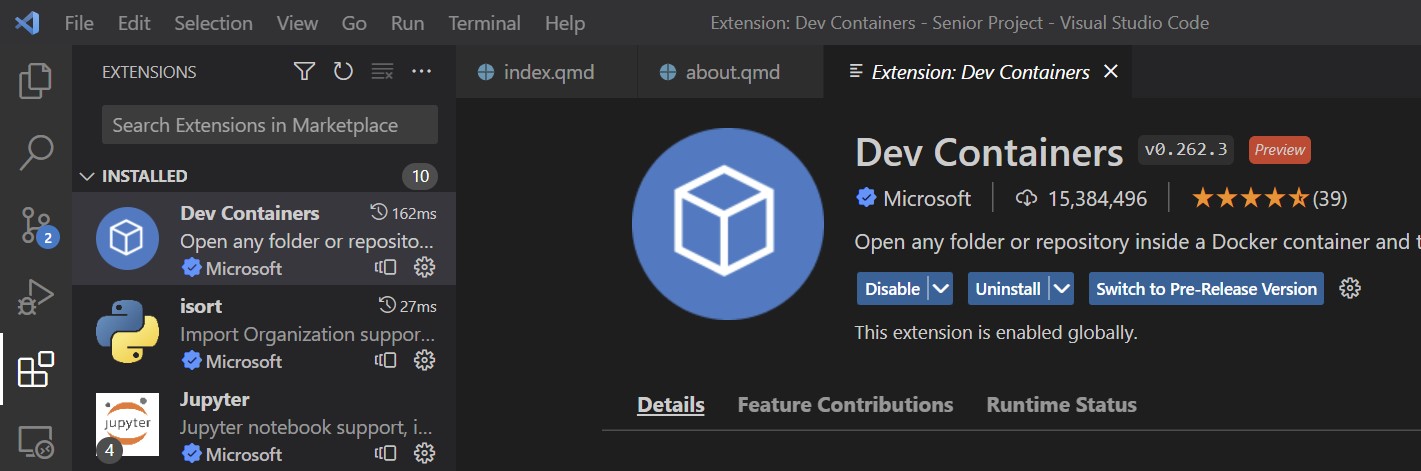 File Edit Selection View Go Run Terminal Help Extension: Dev Containers - Senior Project - Visual Studio Code
EXTENSIONS
Search Extensions in Marketplace
INSTALLED 10
Dev Containers 162ms
Open any folder or reposito...
Microsoft
isort 27ms
Import Organization suppor...
Microsoft
Jupyter
Jupyter notebook support, i...
Microsoft
jupyter
4
2
index.qmd about.qmd Extension: Dev Containers
Dev Containers v0.262.3 Preview
Microsoft 15,384,496 (39)
Open any folder or repository inside a Docker container and t
Disable Uninstall Switch to Pre-Release Version
This extension is enabled globally.
Details Feature Contributions Runtime Status